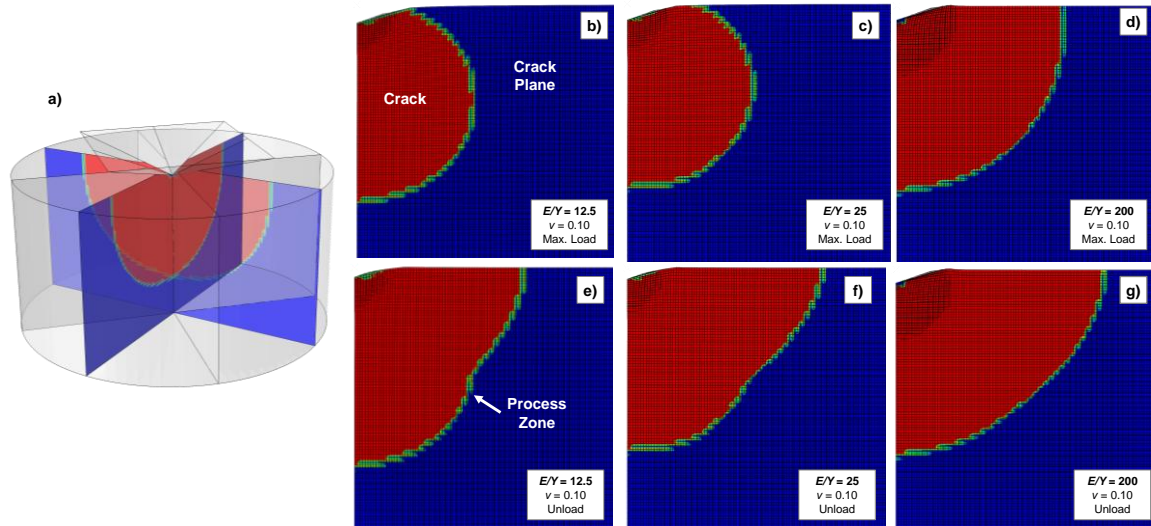 a)
b)
Crack
Crack
Plane
E/Y = 12.5
v = 0.10
Max. Load
c)
E/Y = 25
v = 0.10
Max. Load
d)
E/Y = 200
v = 0.10
Max. Load
e)
Process
Zone
E/Y = 12.5
v = 0.10
Unload
f)
E/Y = 25
v = 0.10
Unload
g)
E/Y = 200
v = 0.10
Unload